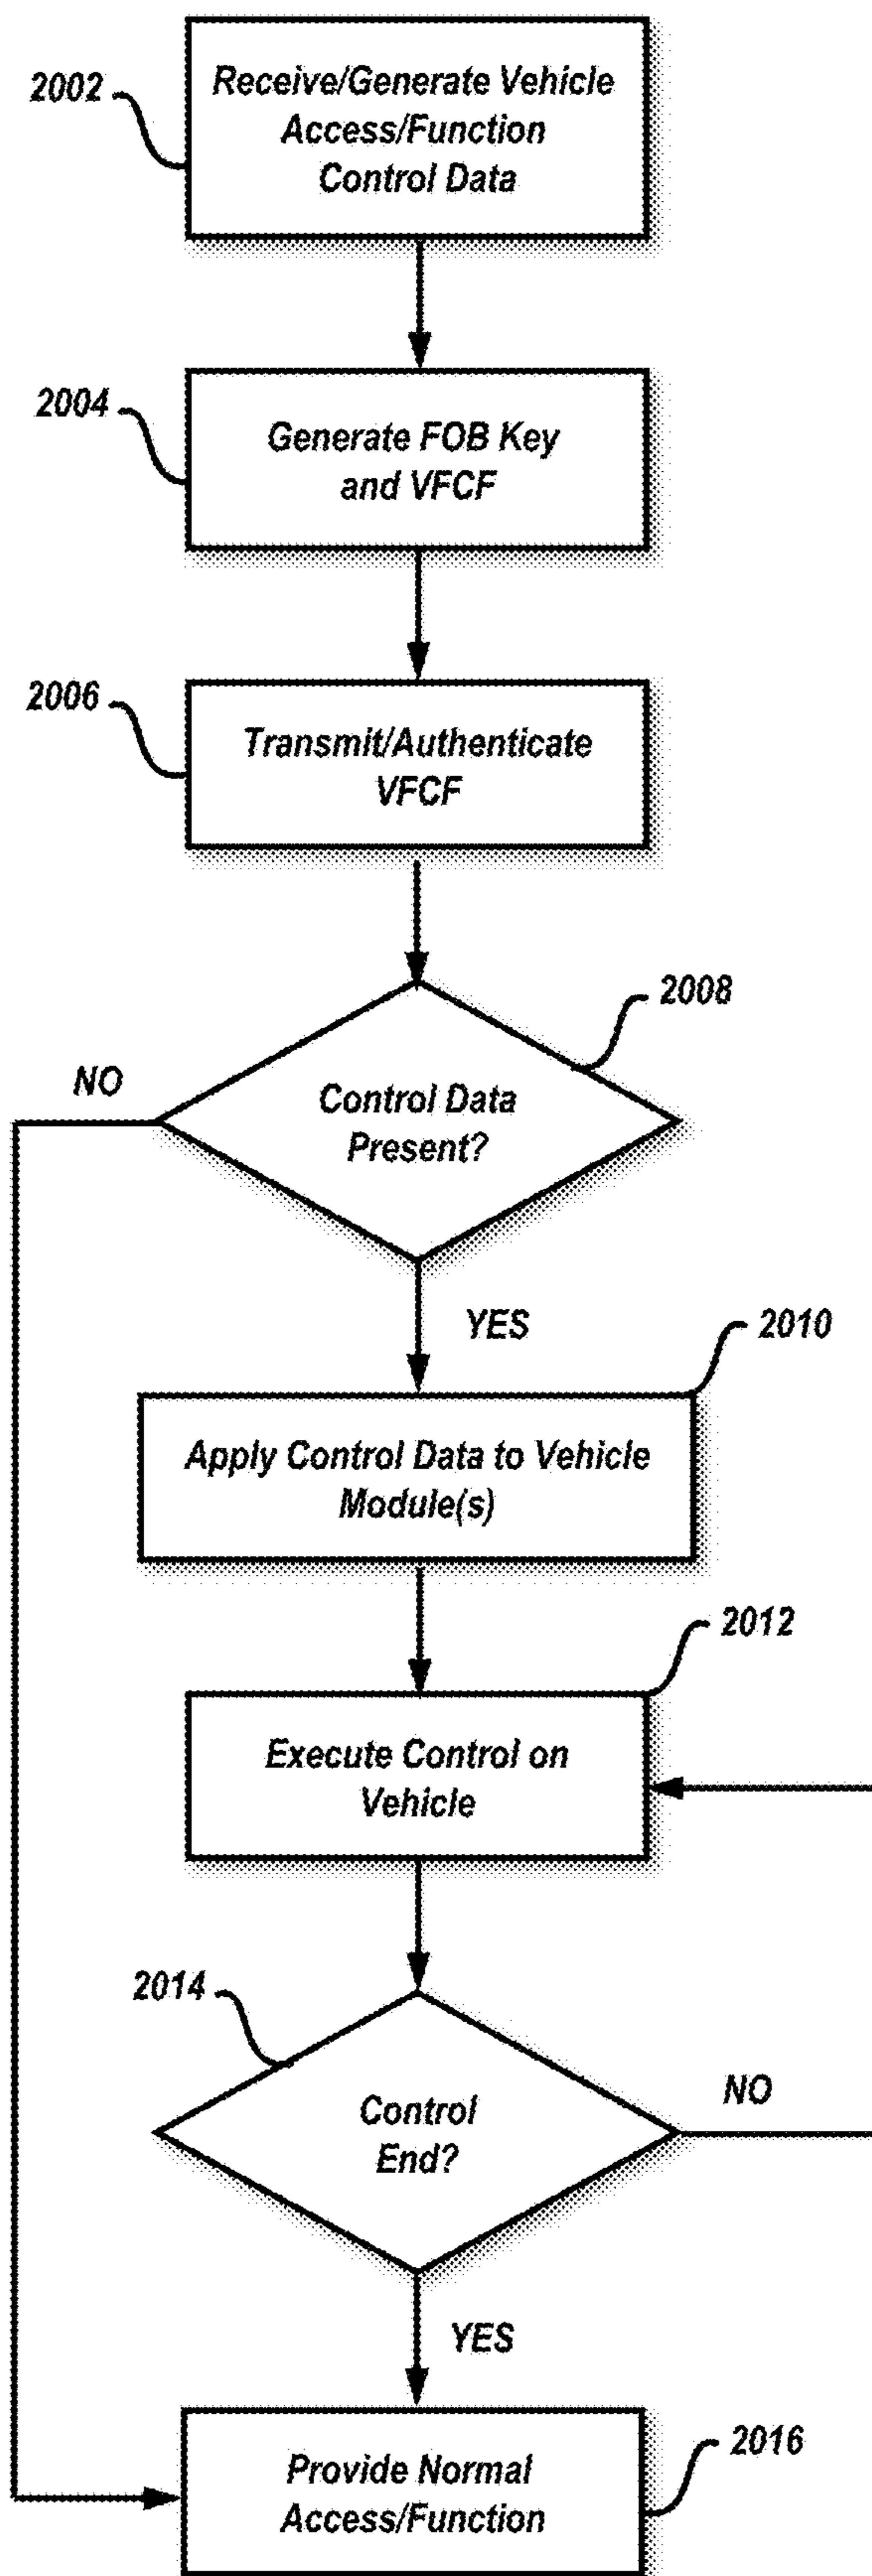 2002
Receive/Generate Vehicle
Access/Function
Control Data
2004
Generate FOB Key
and VFCF
2006
Transmit/Authenticate
VFCF
2008
NO
Control Data
Present?
YES
2010
Apply Control Data to Vehicle
Module(s)
2012
Execute Control on
Vehicle
2014
NO
Control
End?
YES
2016
Provide Normal
Access/Function